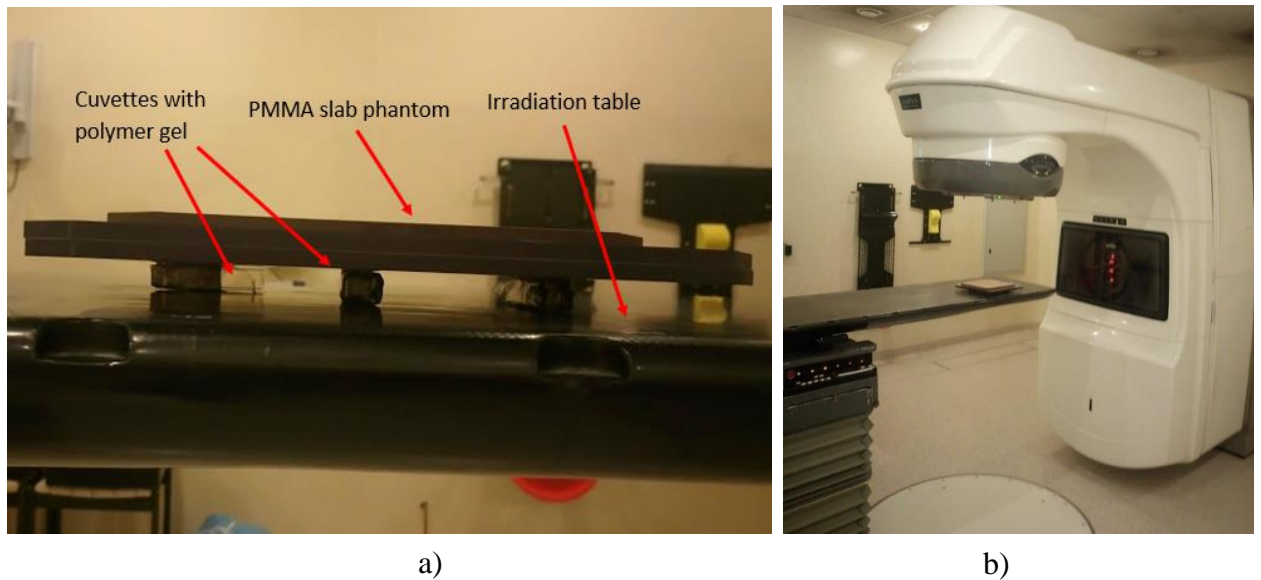 Cuvettes with
polymer gel
PMMA slab phantom
Irradiation table
a)
b)